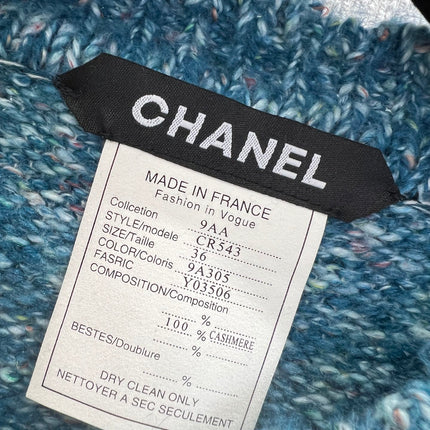 CHANEL
MADE IN FRANCE
Fashion in Vogue
Collcetion 9AA
STYLE/modele CR543
SIZE/Taille 36
COLOR/Coloris 9A305
FASRIC Y03506
COMPOSITION/Composition
%
100 % CASHMERE
%
BESTES/Doublure %
DRY CLEAN ONLY
NETTOYER A SEC SEULEMENT